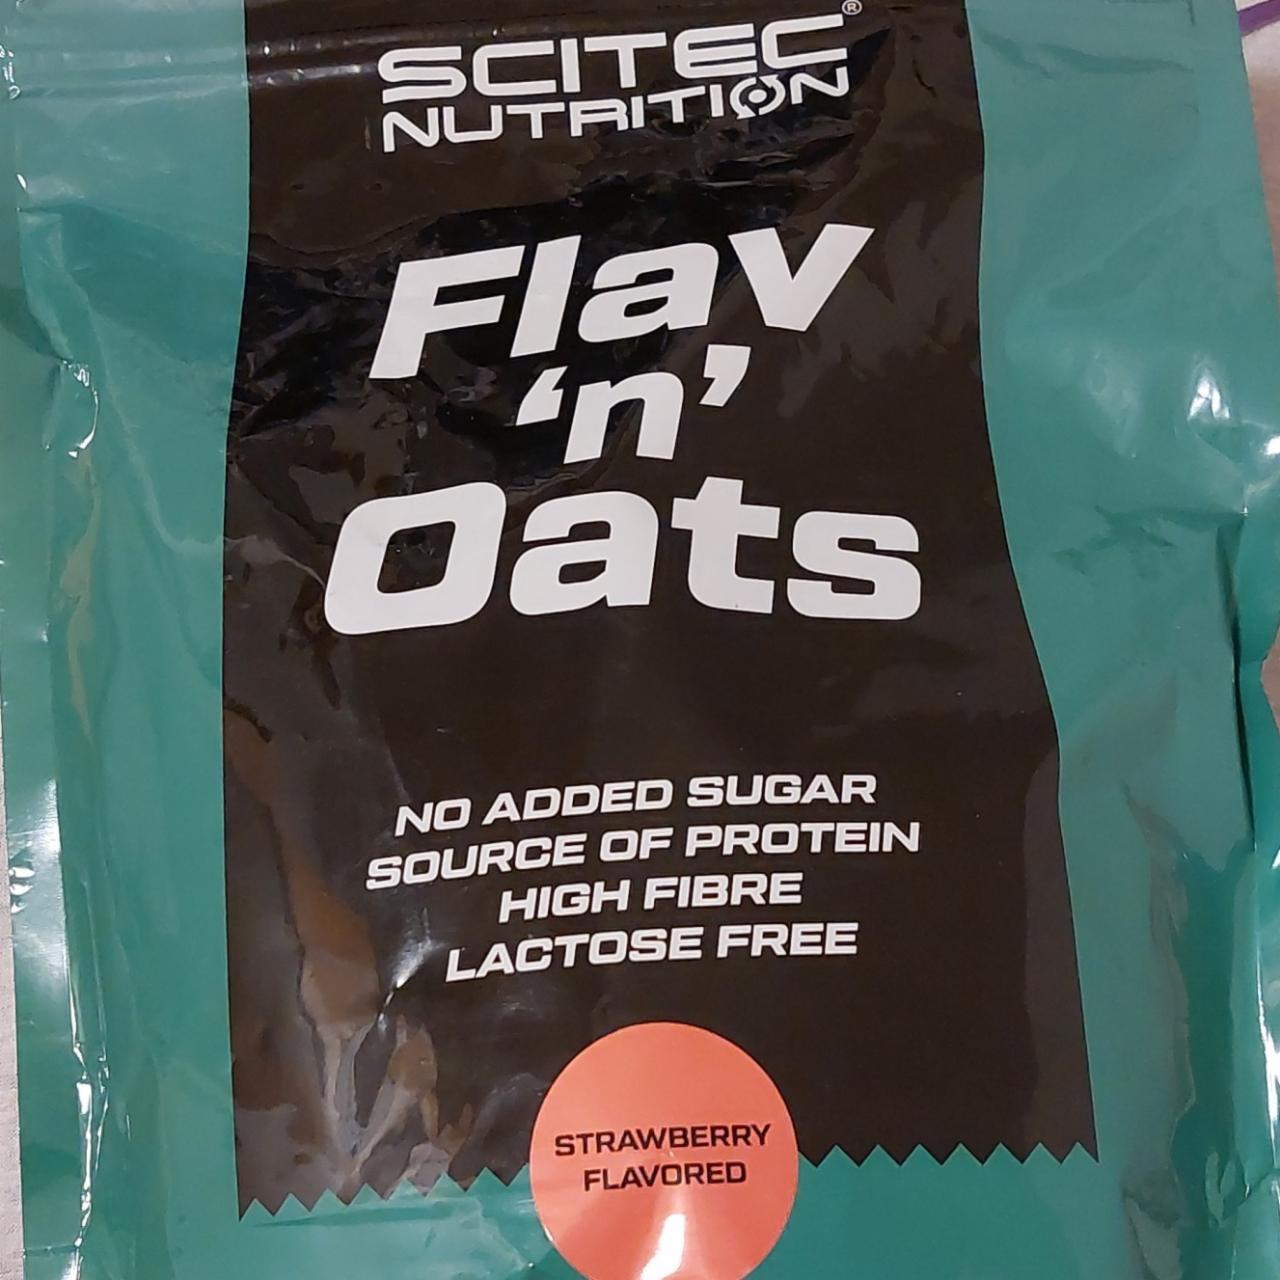 SCITEC®
NUTRITION
Flav
‘n’
Oats
NO ADDED SUGAR
SOURCE OF PROTEIN
HIGH FIBRE
LACTOSE FREE
STRAWBERRY
FLAVORED